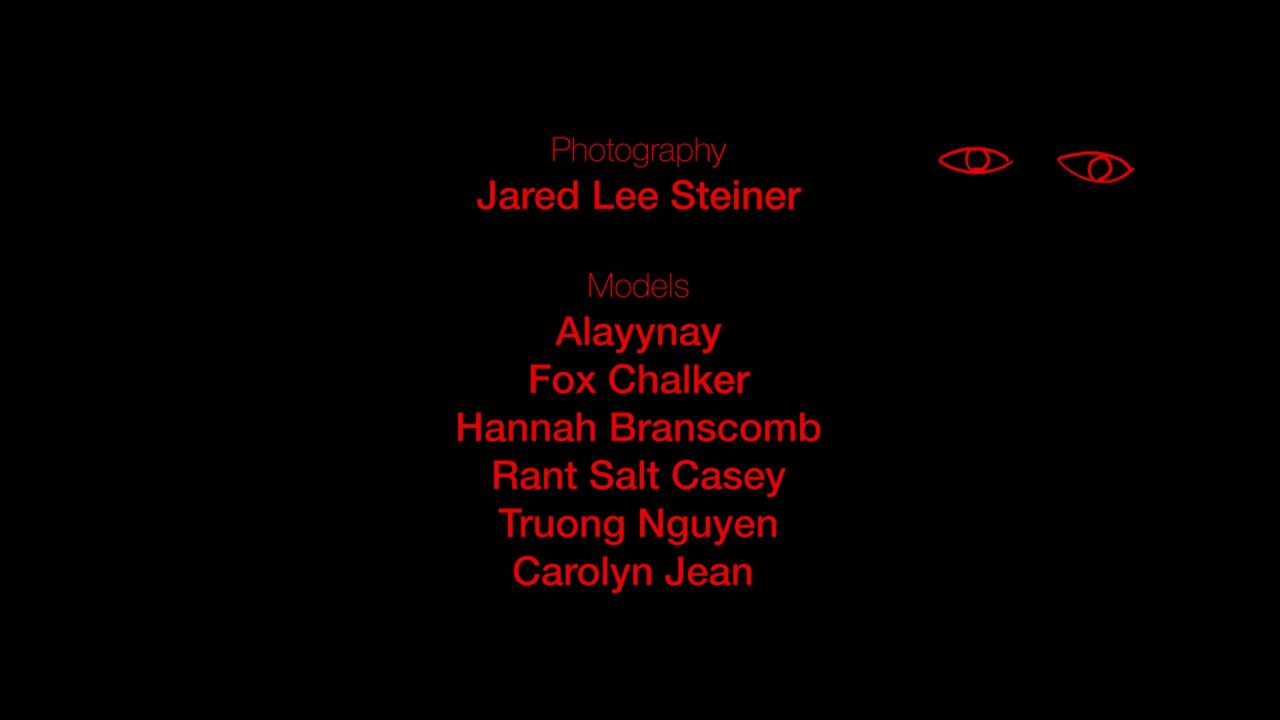 Photography
Jared Lee Steiner
Models
Alayynay
Fox Chalker
Hannah Branscomb
Rant Salt Casey
Truong Nguyen
Carolyn Jean